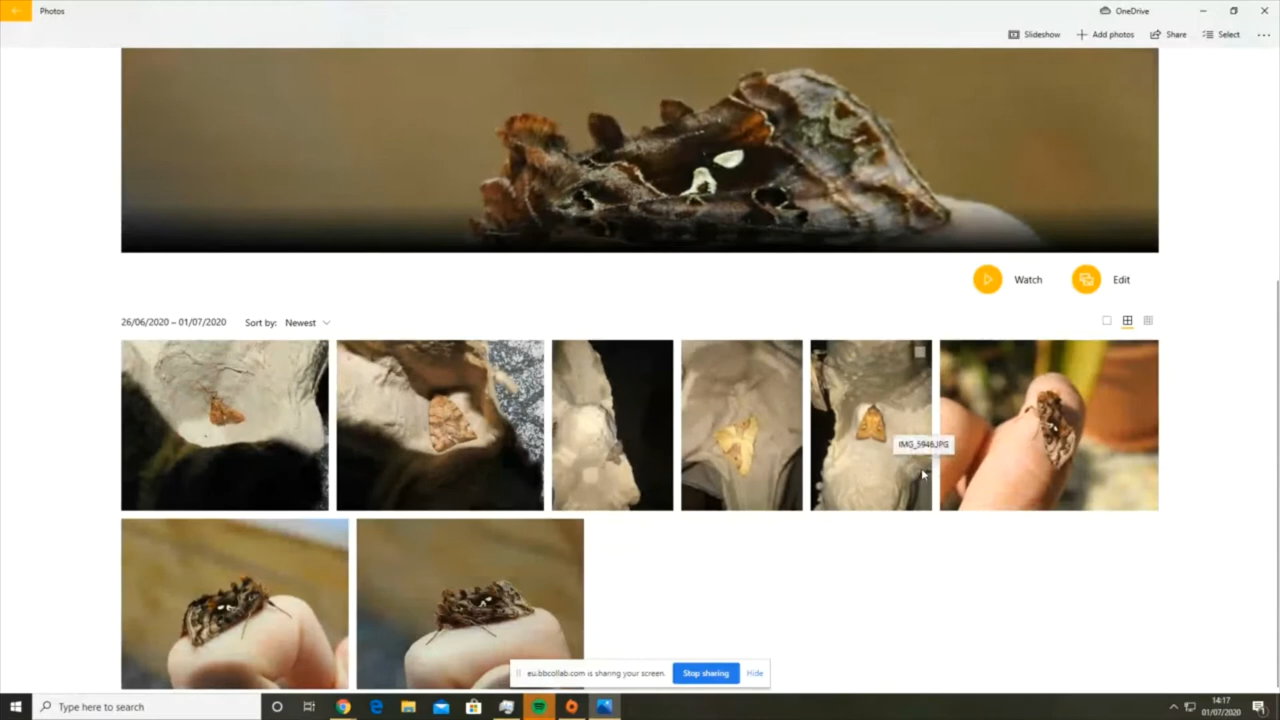 Photos
OneDrive
Slideshow
Add photos
Share
Select
Watch
Edit
26/06/2020 – 01/07/2020
Sort by: Newest
IMG_5946.JPG
eu.bbcollab.com is sharing your screen.
Stop sharing
Hide
Type here to search
14:17
01/07/2020